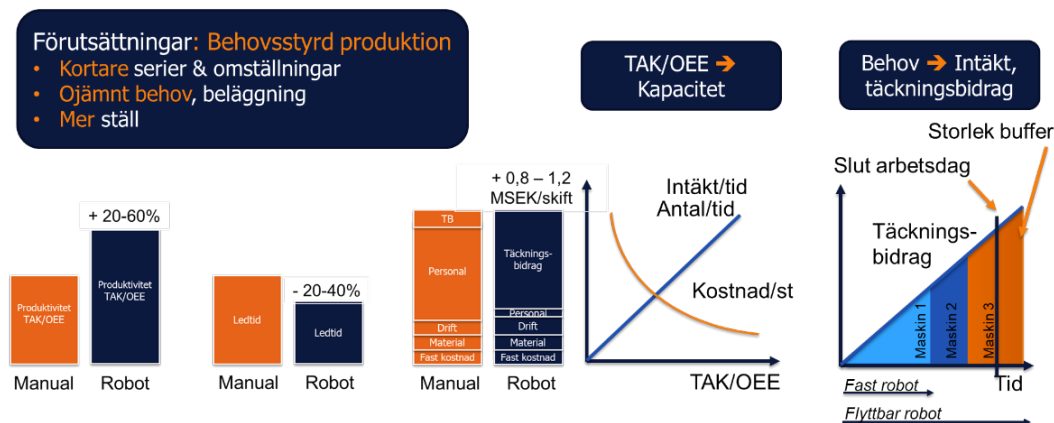 Förutsättningar: Behovsstyrd produktion
• Kortare serier & omställningar
• Ojämnt behov, beläggning
• Mer ställ
TAK/OEE ➔
Kapacitet
Behov ➔ Intäkt,
täckningsbidrag
+ 20-60%
Produktivitet
TAK/OEE
Produktivitet
TAK/OEE
Manual
Robot
- 20-40%
Ledtid
Ledtid
Manual
Robot
+ 0,8 – 1,2
MSEK/skift
TB
Personal
Drift
Material
Fast kostnad
Täcknings-
bidrag
Personal
Drift
Material
Fast kostnad
Manual
Robot
Intäkt/tid
Antal/tid
Kostnad/st
TAK/OEE
Storlek buffer
Slut arbetsdag
Täcknings-
bidrag
Maskin 1
Maskin 2
Maskin 3
Tid
Fast robot
Flyttbar robot